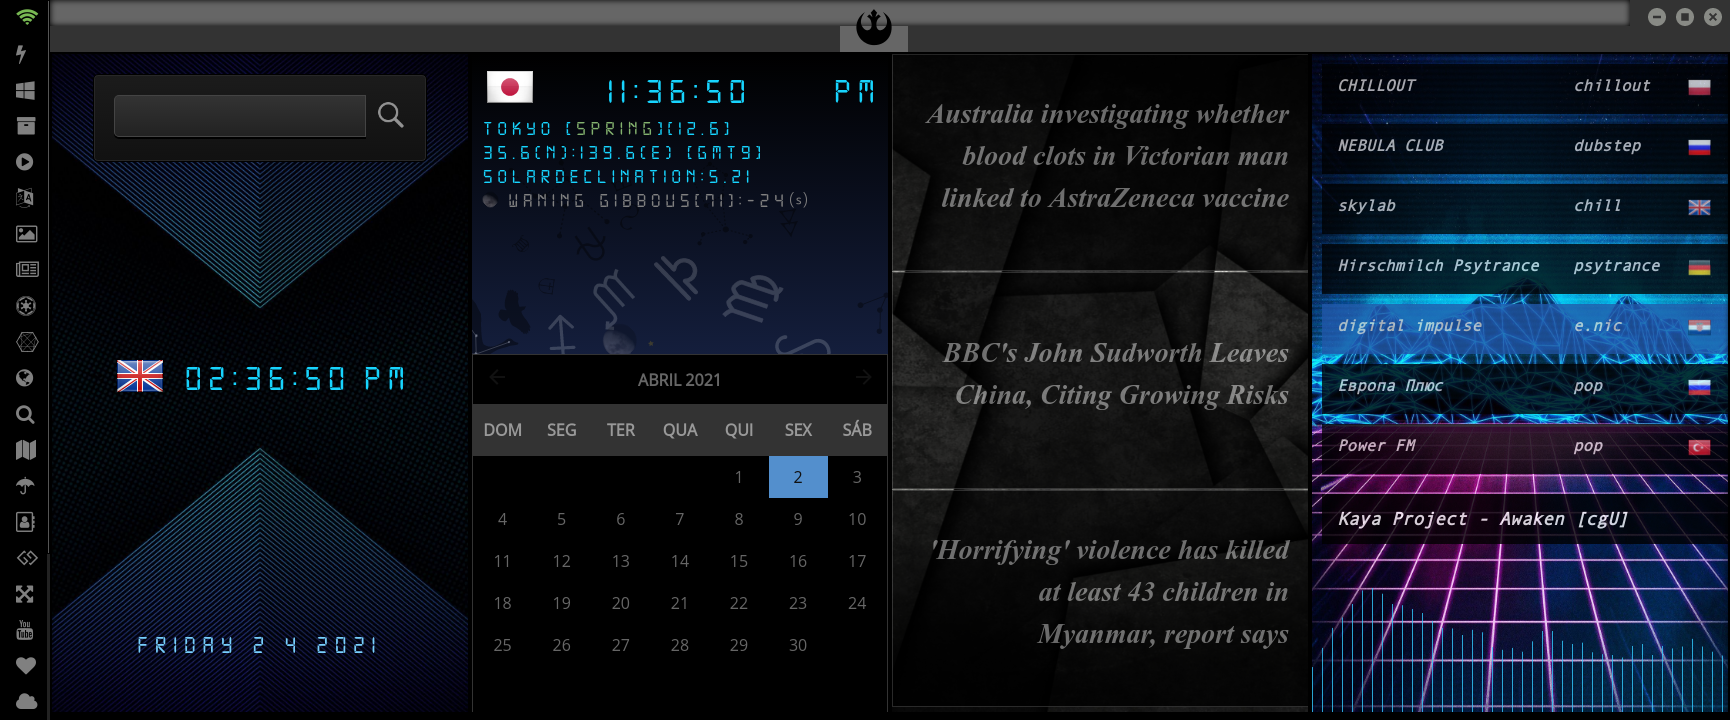 02:36:50 PM
FRIDAY 2 4 2021
11:36:50 PM
TOKYO [SPRING][12.6]
35.6(N):139.6(E) [GMT9]
SOLARDECLINATION:5.21
WANING GIBBOUS[71]:-24(s)
ABRIL 2021
DOM SEG TER QUA QUI SEX SÁB
1 2 3
4 5 6 7 8 9 10
11 12 13 14 15 16 17
18 19 20 21 22 23 24
25 26 27 28 29 30
Australia investigating whether
blood clots in Victorian man
linked to AstraZeneca vaccine
BBC's John Sudworth Leaves
China, Citing Growing Risks
'Horrifying' violence has killed
at least 43 children in
Myanmar, report says
CHILLOUT chillout
NEBULA CLUB dubstep
skylab chill
Hirschmilch Psytrance psytrance
digital impulse e.nic
Европа Плюс pop
Power FM pop
Kaya Project - Awaken [cgU]
You
Tube